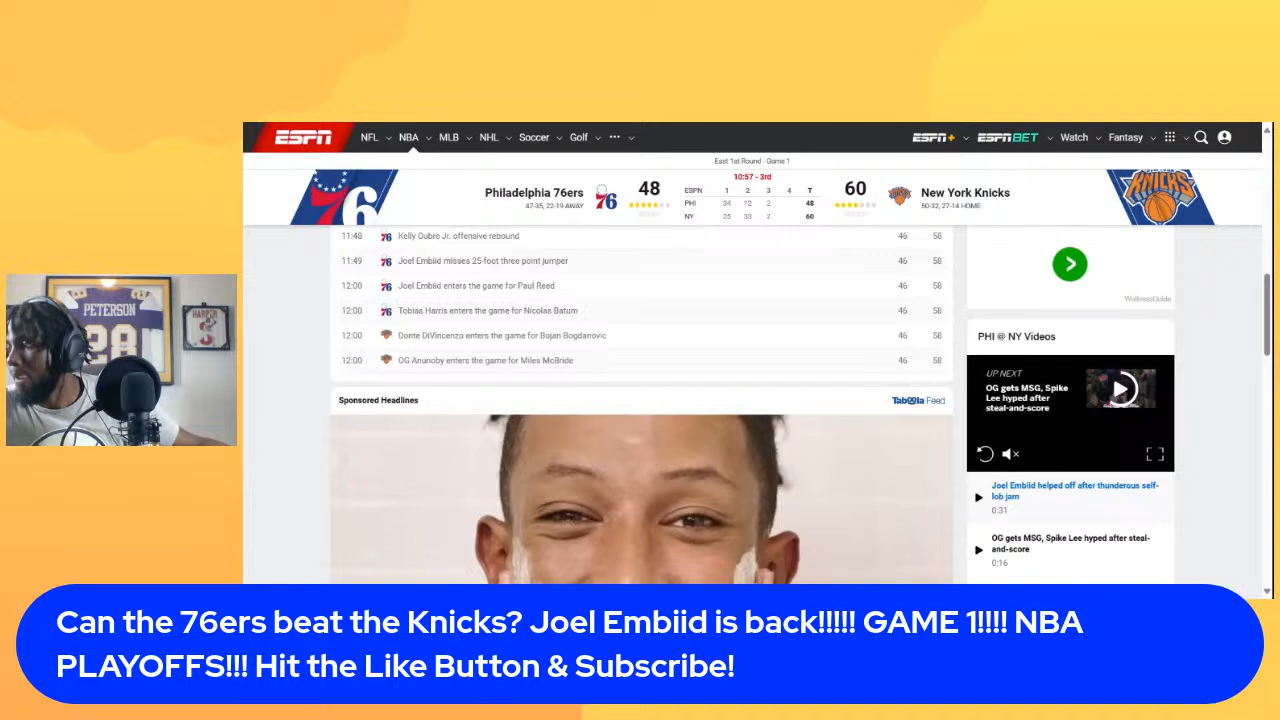 ESPN NFL NBA MLB NHL Soccer Golf ESPN+ ESPN BET Watch Fantasy
East 1st Round - Game 1
10:57 - 3rd
Philadelphia 76ers
47-35, 22-19 AWAY
76
48
ESPN 1 2 3 4 T
PHI 34 12 2 48
NY 25 33 2 60
60
New York Knicks
50-32, 27-14 HOME
KNICKS
11:48 Kelly Oubre Jr. offensive rebound 46 58
11:49 Joel Embiid misses 25-foot three point jumper 46 58
12:00 Joel Embiid enters the game for Paul Reed 46 58
12:00 Tobias Harris enters the game for Nicolas Batum 46 58
12:00 Donte DiVincenzo enters the game for Bojan Bogdanovic 46 58
12:00 OG Anunoby enters the game for Miles McBride 46 58
Sponsored Headlines
Taboola Feed
WellnessGuide
PHI @ NY Videos
UP NEXT
OG gets MSG, Spike
Lee hyped after
steal-and-score
Joel Embiid helped off after thunderous self-
lob jam
0:31
OG gets MSG, Spike Lee hyped after steal-
and-score
0:16
PETERSON
28
HARPER
Can the 76ers beat the Knicks? Joel Embiid is back!!!!! GAME 1!!!! NBA
PLAYOFFS!!! Hit the Like Button & Subscribe!